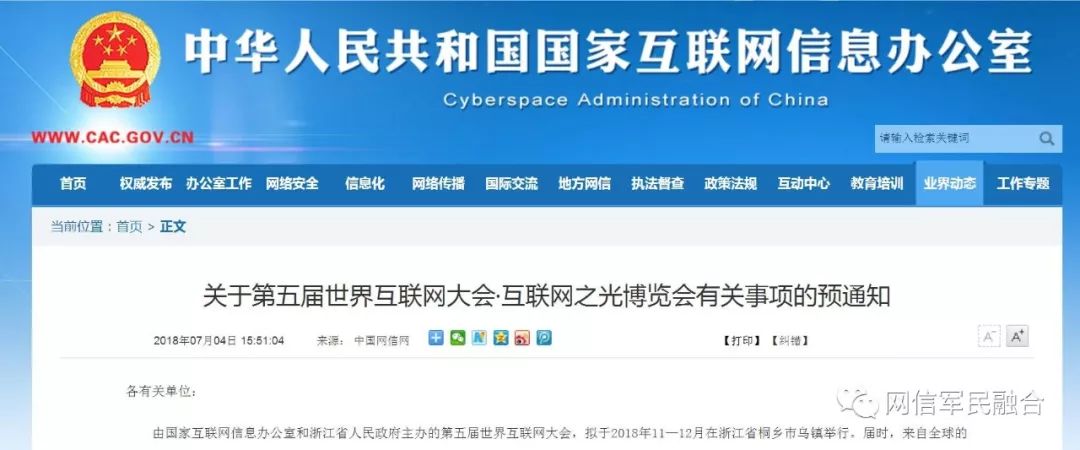 中华人民共和国国家互联网信息办公室
Cyberspace Administration of China
WWW.CAC.GOV.CN
请输入检索关键词
首页 权威发布 办公室工作 网络安全 信息化 网络传播 国际交流 地方网信 执法督查 政策法规 互动中心 教育培训 业界动态 工作专题
当前位置：首页 > 正文
关于第五届世界互联网大会·互联网之光博览会有关事项的预通知
2018年07月04日 15:51:04 来源： 中国网信网 【打印】【纠错】 A- A+
各有关单位：
网信军民融合
由国家互联网信息办公室和浙江省人民政府主办的第五届世界互联网大会，拟于2018年11—12月在浙江省桐乡市乌镇举行。届时，来自全球的